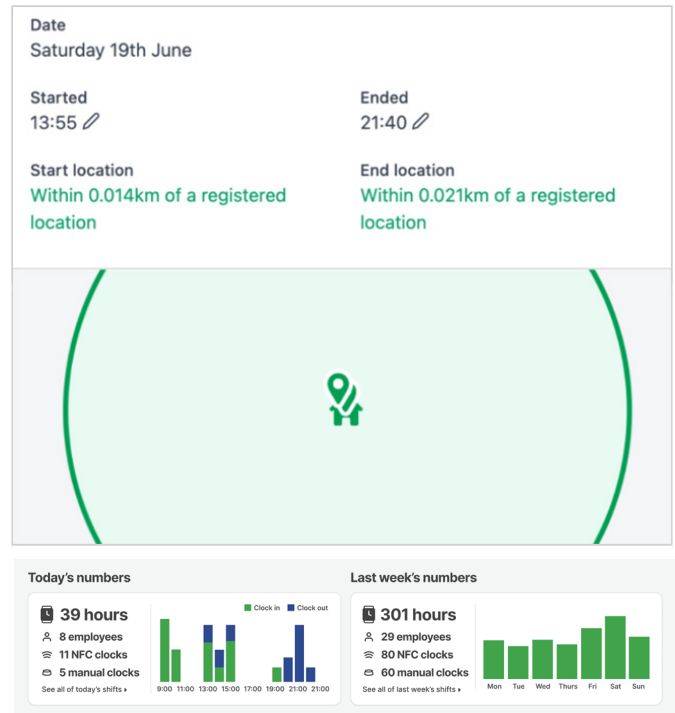 Date
Saturday 19th June
Started
13:55
Ended
21:40
Start location
Within 0.014km of a registered
location
End location
Within 0.021km of a registered
location
Today's numbers
39 hours
8 employees
11 NFC clocks
5 manual clocks
See all of today's shifts
Clock in Clock out
9:00 11:00 13:00 15:00 17:00 19:00 21:00 21:00
Last week's numbers
301 hours
29 employees
80 NFC clocks
60 manual clocks
See all of last week's shifts
Mon Tue Wed Thurs Fri Sat Sun